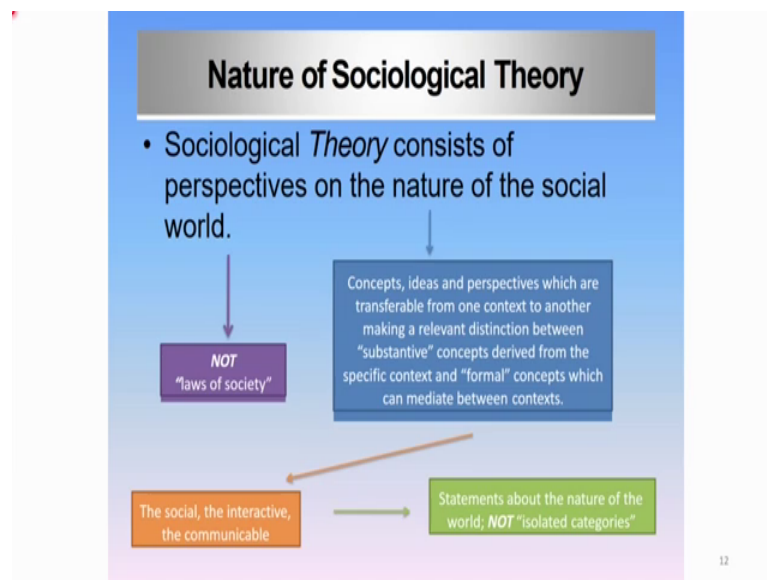 Nature of Sociological Theory
• Sociological Theory consists of
perspectives on the nature of the social
world.
NOT
"laws of society"
Concepts, ideas and perspectives which are
transferable from one context to another
making a relevant distinction between
"substantive" concepts derived from the
specific context and "formal" concepts which
can mediate between contexts.
The social, the interactive,
the communicable
Statements about the nature of the
world; NOT "isolated categories"
12